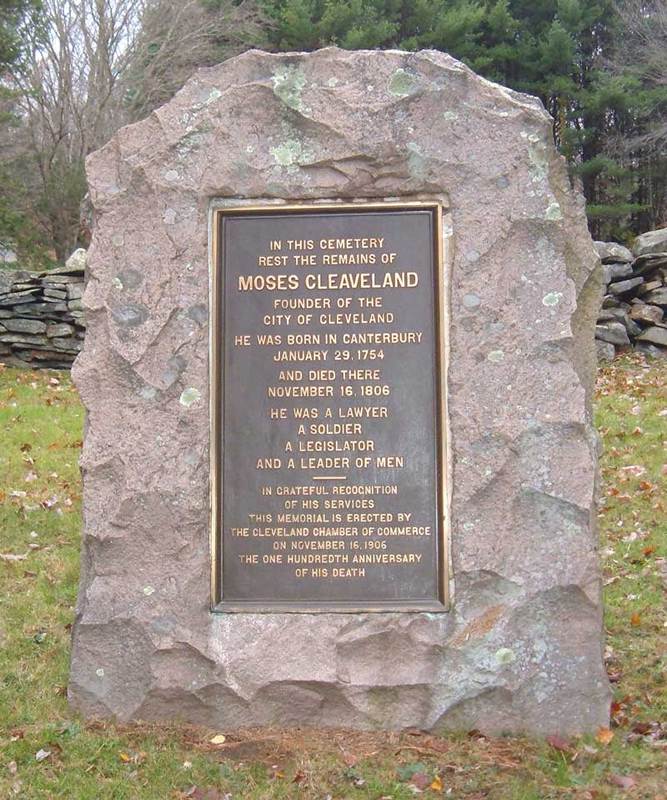 IN THIS CEMETERY
REST THE REMAINS OF
MOSES CLEAVELAND
FOUNDER OF THE
CITY OF CLEVELAND
HE WAS BORN IN CANTERBURY
JANUARY 29, 1754
AND DIED THERE
NOVEMBER 16, 1806
HE WAS A LAWYER
A SOLDIER
A LEGISLATOR
AND A LEADER OF MEN
IN GRATEFUL RECOGNITION
OF HIS SERVICES
THIS MEMORIAL IS ERECTED BY
THE CLEVELAND CHAMBER OF COMMERCE
ON NOVEMBER 16, 1906
THE ONE HUNDREDTH ANNIVERSARY
OF HIS DEATH